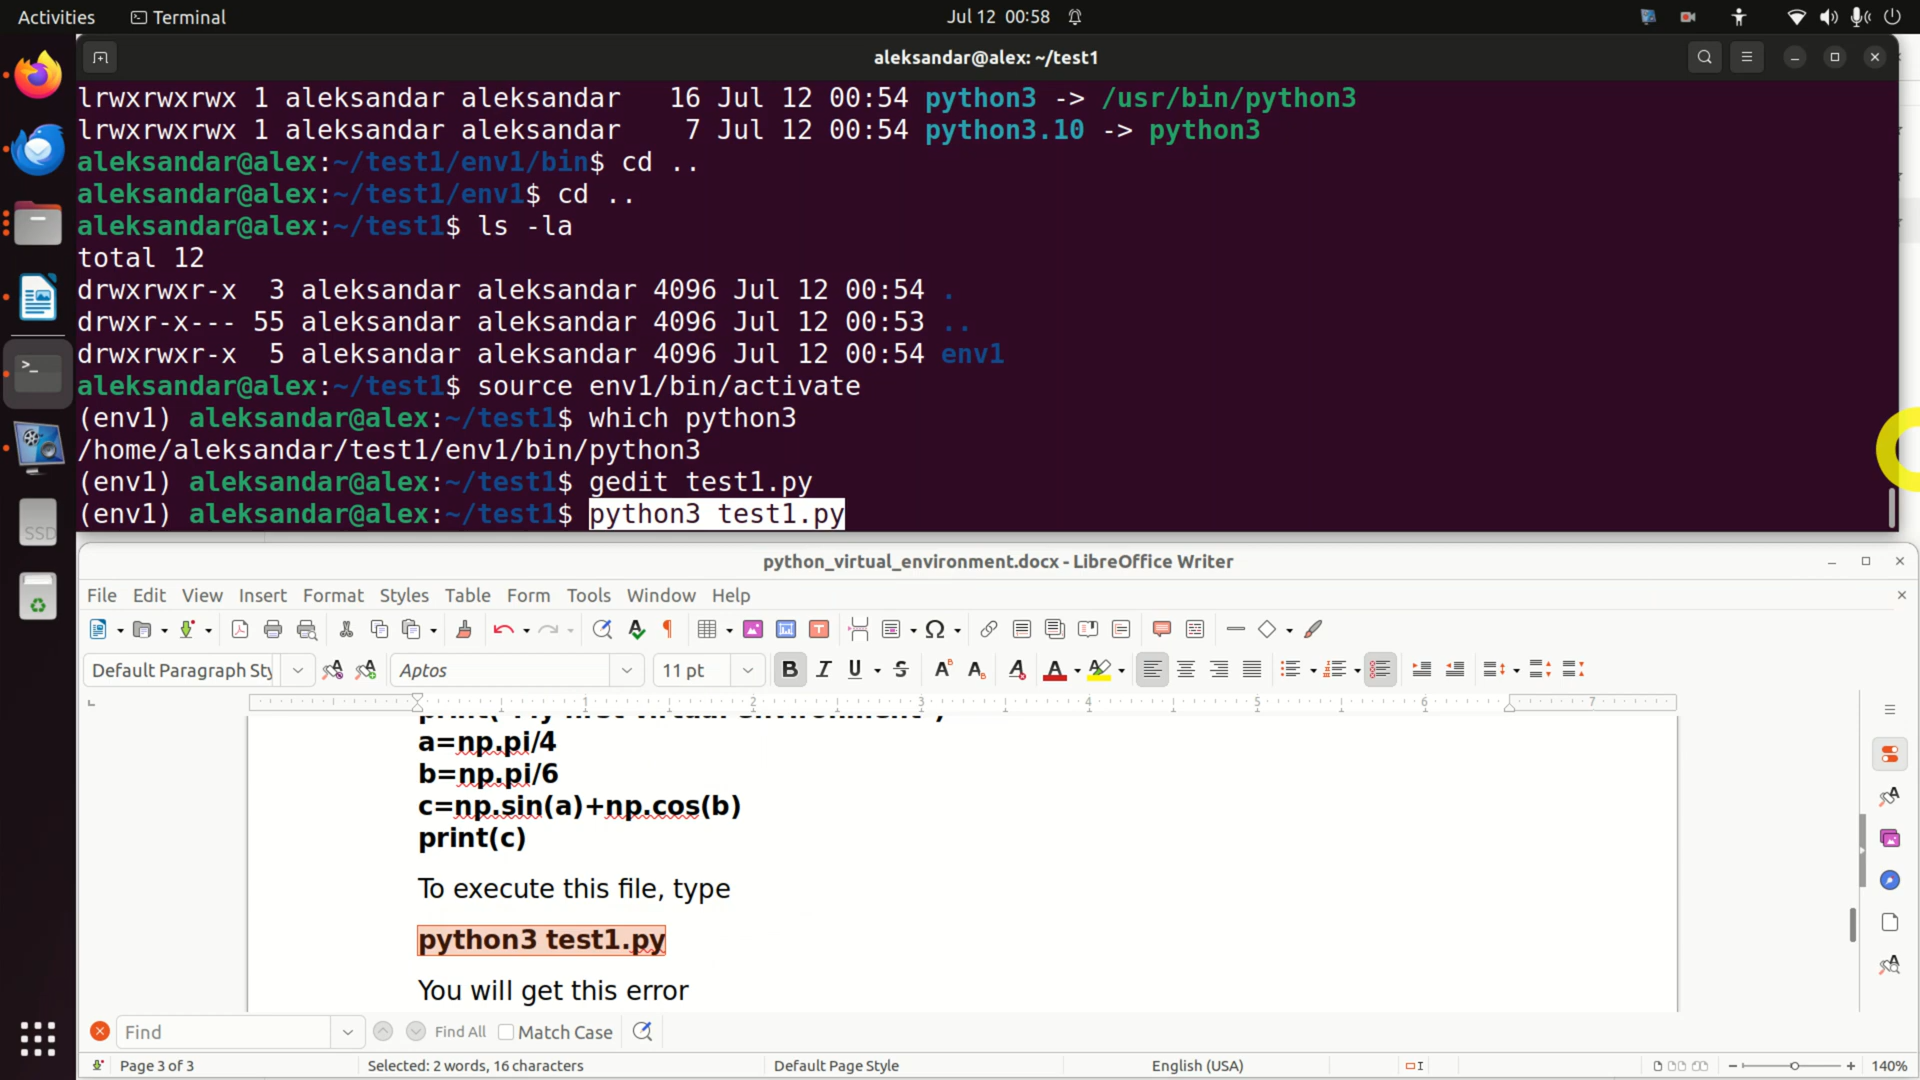 Activities Terminal Jul 12 00:58
aleksandar@alex: ~/test1
lrwxrwxrwx 1 aleksandar aleksandar 16 Jul 12 00:54 python3 -> /usr/bin/python3
lrwxrwxrwx 1 aleksandar aleksandar 7 Jul 12 00:54 python3.10 -> python3
aleksandar@alex:~/test1/env1/bin$ cd ..
aleksandar@alex:~/test1/env1$ cd ..
aleksandar@alex:~/test1$ ls -la
total 12
drwxrwxr-x 3 aleksandar aleksandar 4096 Jul 12 00:54 .
drwxr-x--- 55 aleksandar aleksandar 4096 Jul 12 00:53 ..
drwxrwxr-x 5 aleksandar aleksandar 4096 Jul 12 00:54 env1
aleksandar@alex:~/test1$ source env1/bin/activate
(env1) aleksandar@alex:~/test1$ which python3
/home/aleksandar/test1/env1/bin/python3
(env1) aleksandar@alex:~/test1$ gedit test1.py
(env1) aleksandar@alex:~/test1$ python3 test1.py
SSD
python_virtual_environment.docx - LibreOffice Writer
File Edit View Insert Format Styles Table Form Tools Window Help
Default Paragraph Sty Aptos 11 pt
1 2 3 4 5 6 7
a=np.pi/4
b=np.pi/6
c=np.sin(a)+np.cos(b)
print(c)
To execute this file, type
python3 test1.py
You will get this error
Find Find All Match Case
Page 3 of 3 Selected: 2 words, 16 characters Default Page Style English (USA) 140%